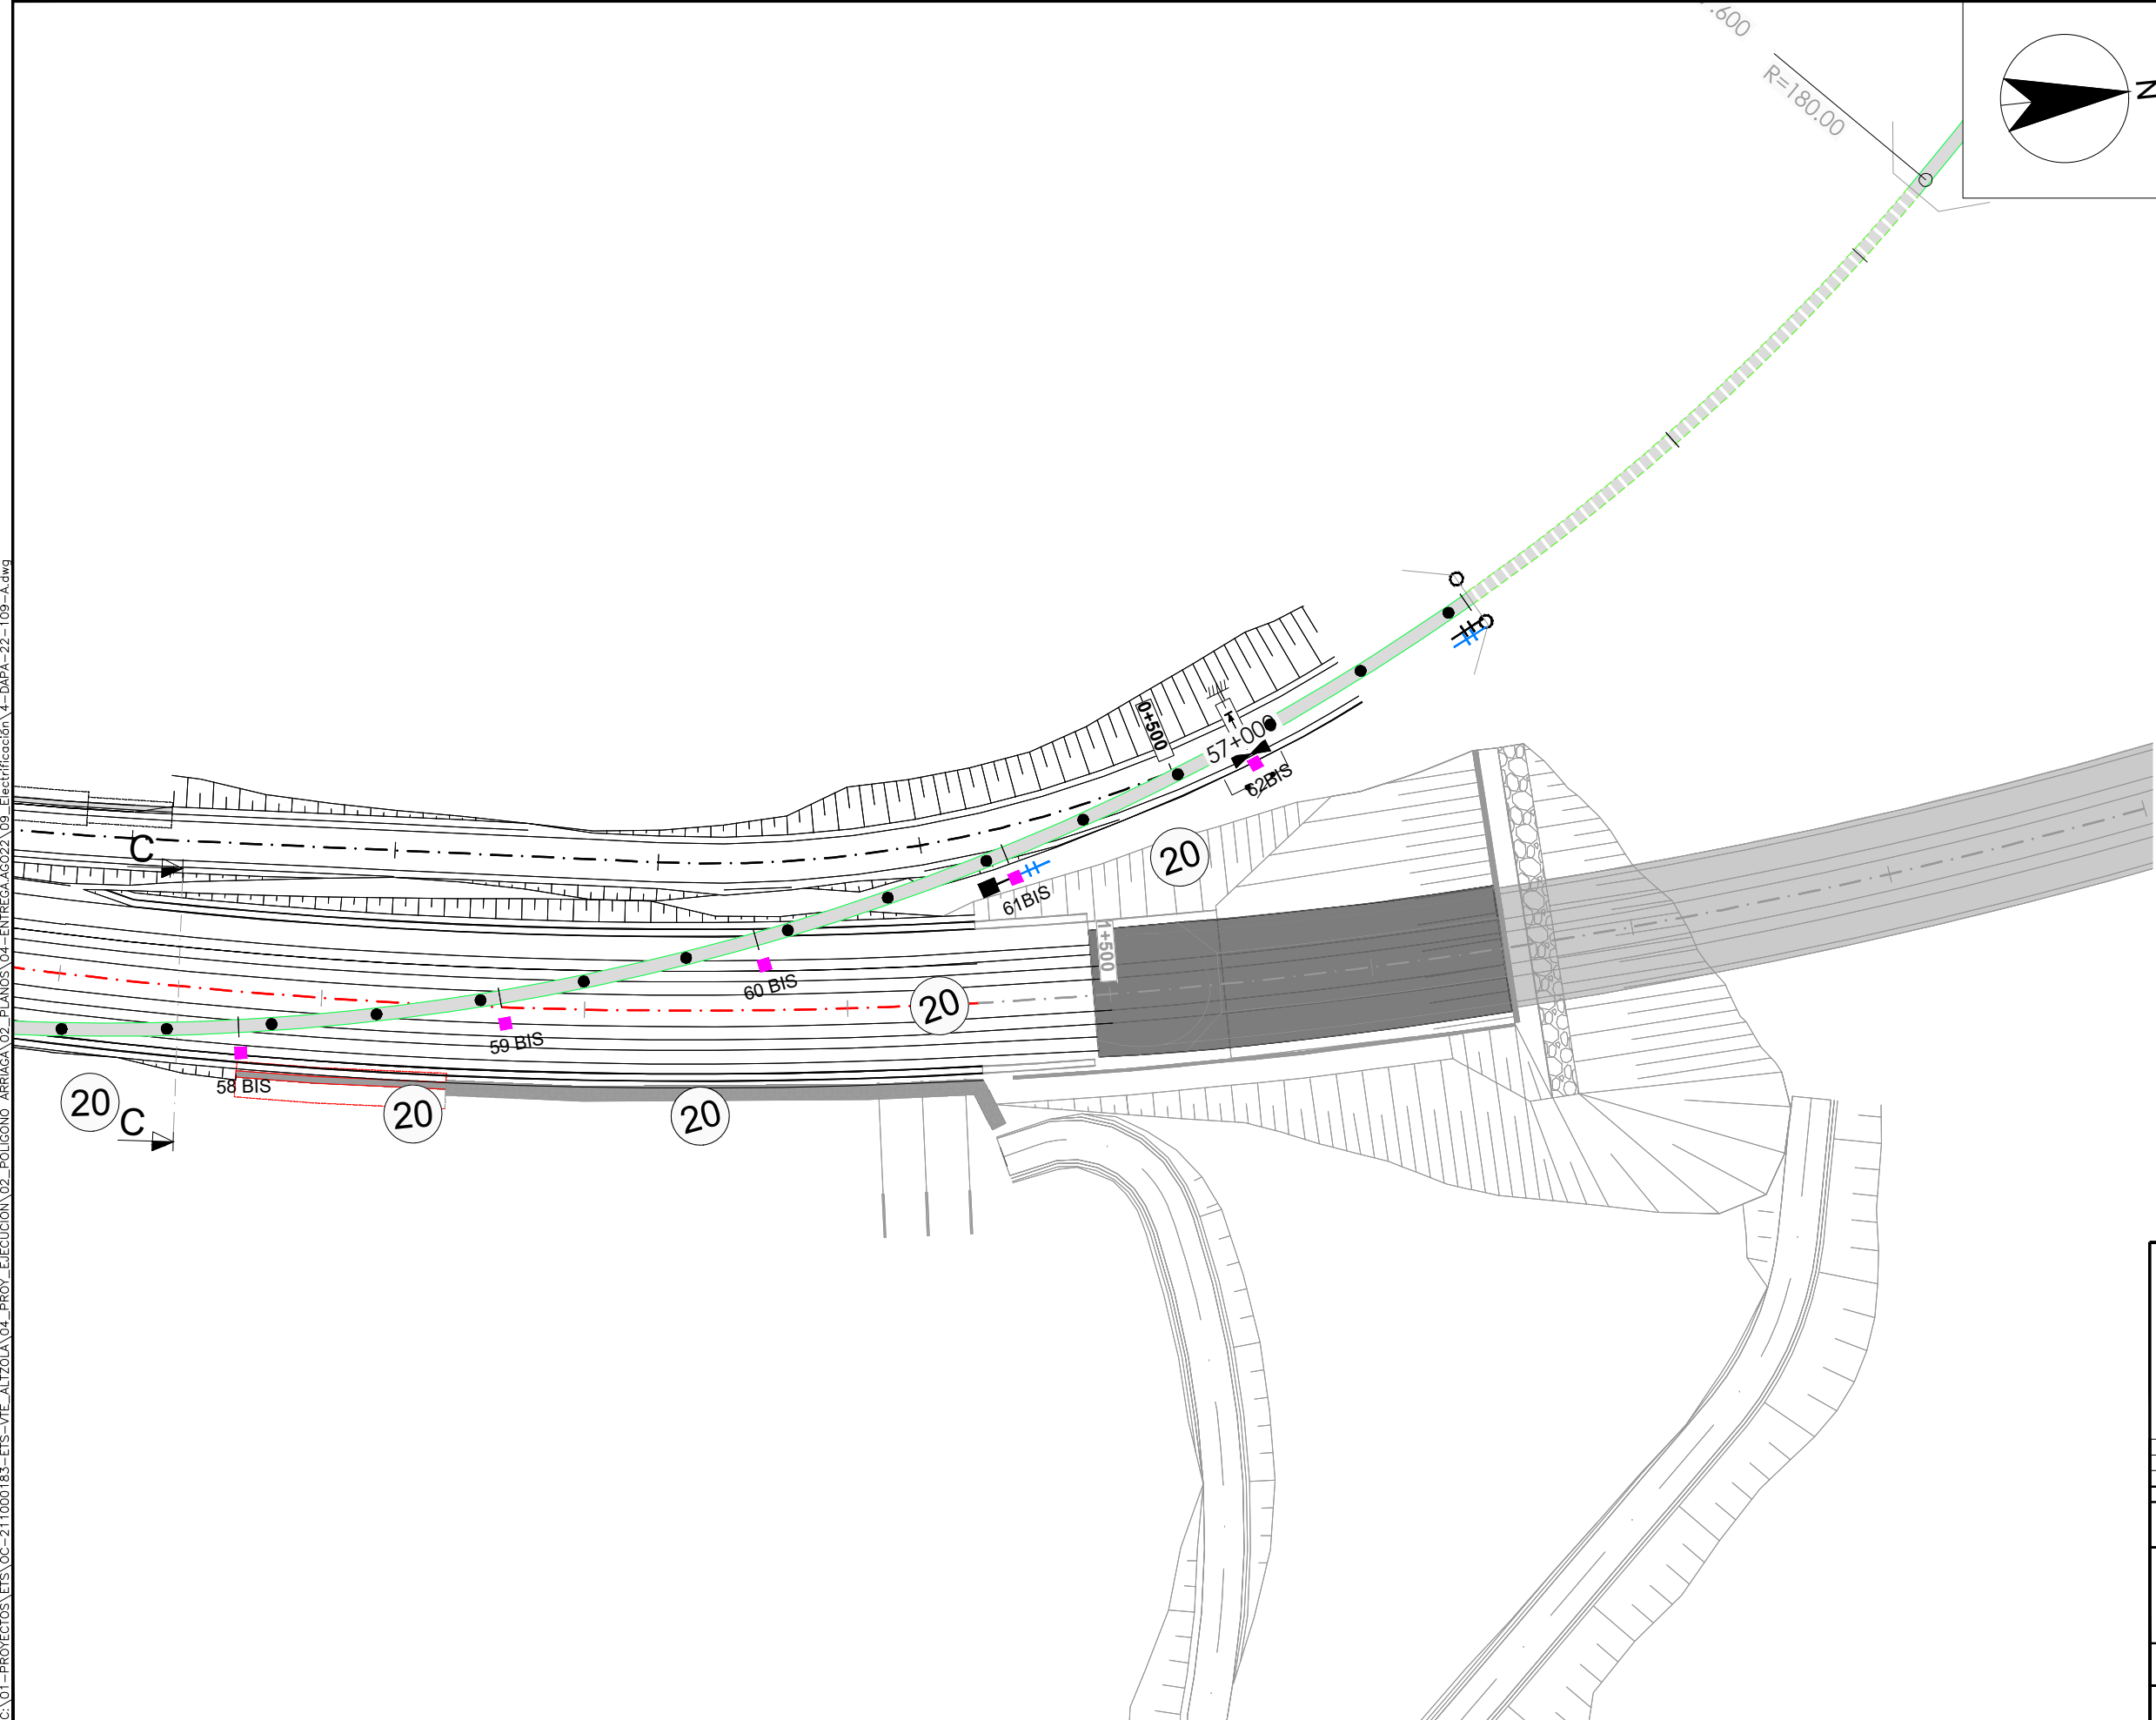 .600
R=180.00
N
C:\01-PROYECTOS\ETS\OC-211000183-ETS-VTE_ALTZOLA\04_PROY_EJECUCION\02_POLIGONO ARRIAGA\02_PLANOS\04-ENTREGA.AGO22\09_Electrificación\4-DAPA-22-109-A.dwg
0+500
57+000
62BIS
C
20
61BIS
1+500
60 BIS
20
59 BIS
58 BIS
20
C
20
20